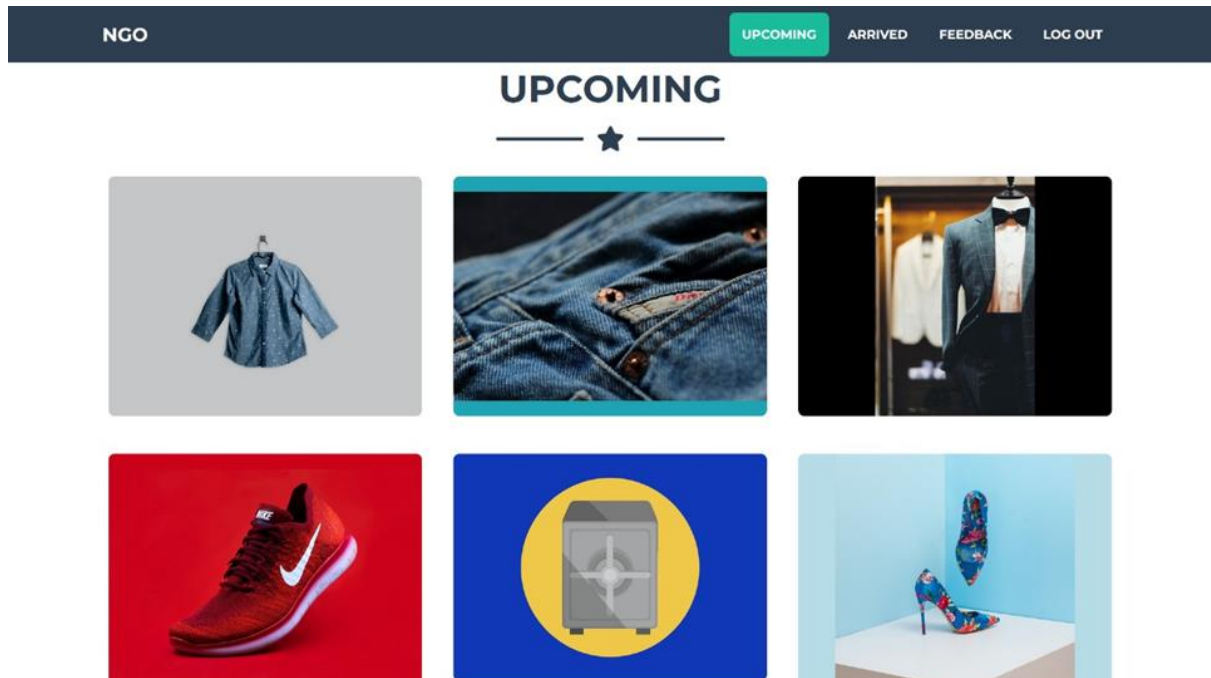 NGO
UPCOMING
ARRIVED
FEEDBACK
LOG OUT
UPCOMING
NIKE